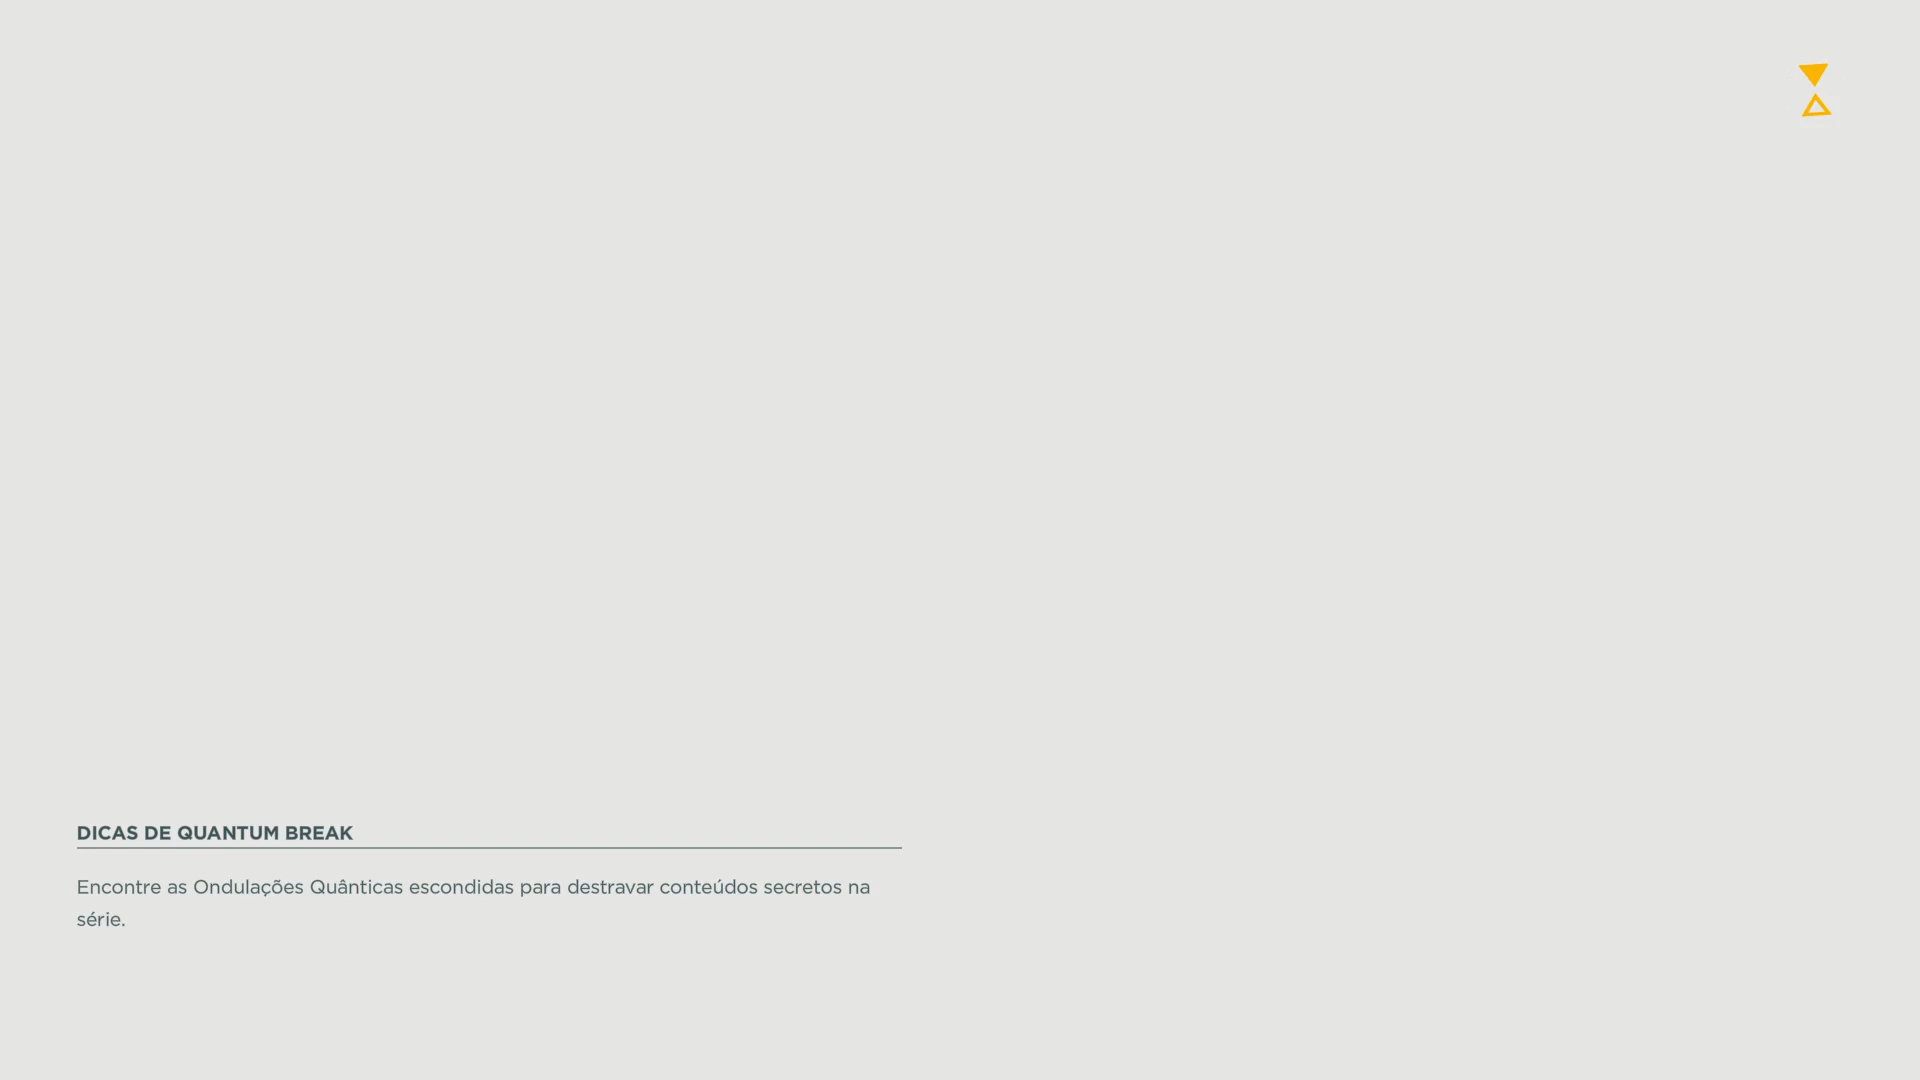 DICAS DE QUANTUM BREAK
Encontre as Ondulações Quânticas escondidas para destravar conteúdos secretos na
série.